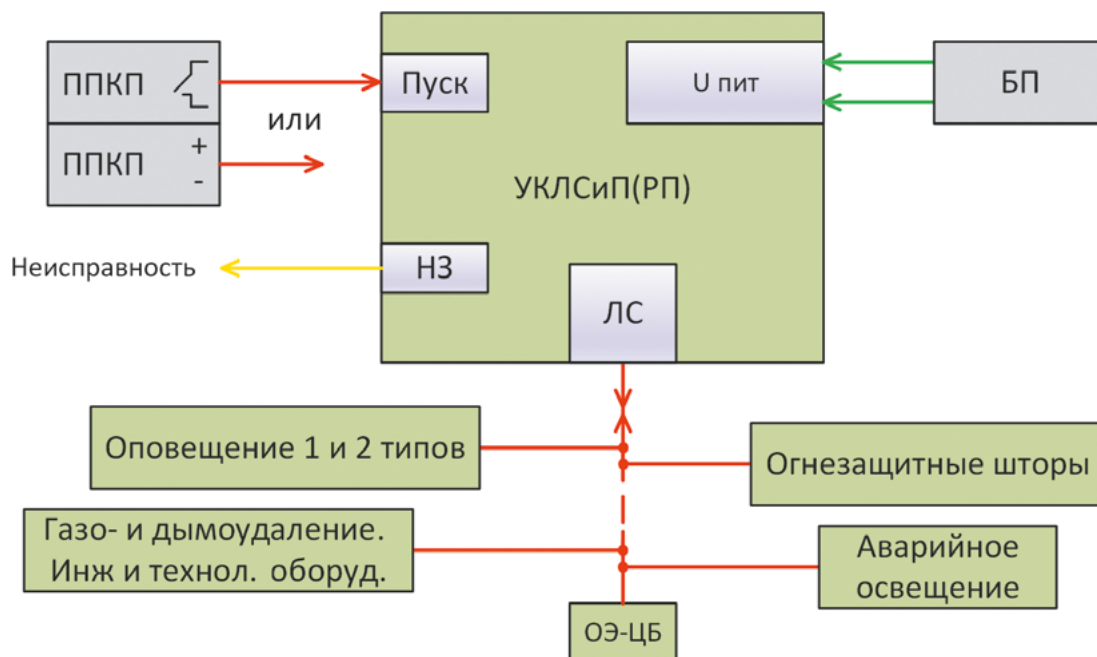 ППКП
Пуск
U пит
БП
или
ППКП
+
-
УКЛСиП(РП)
Неисправность
НЗ
ЛС
Оповещение 1 и 2 типов
Огнезащитные шторы
Газо- и дымоудаление.
Инж и технол. оборуд.
Аварийное
освещение
ОЭ-ЦБ